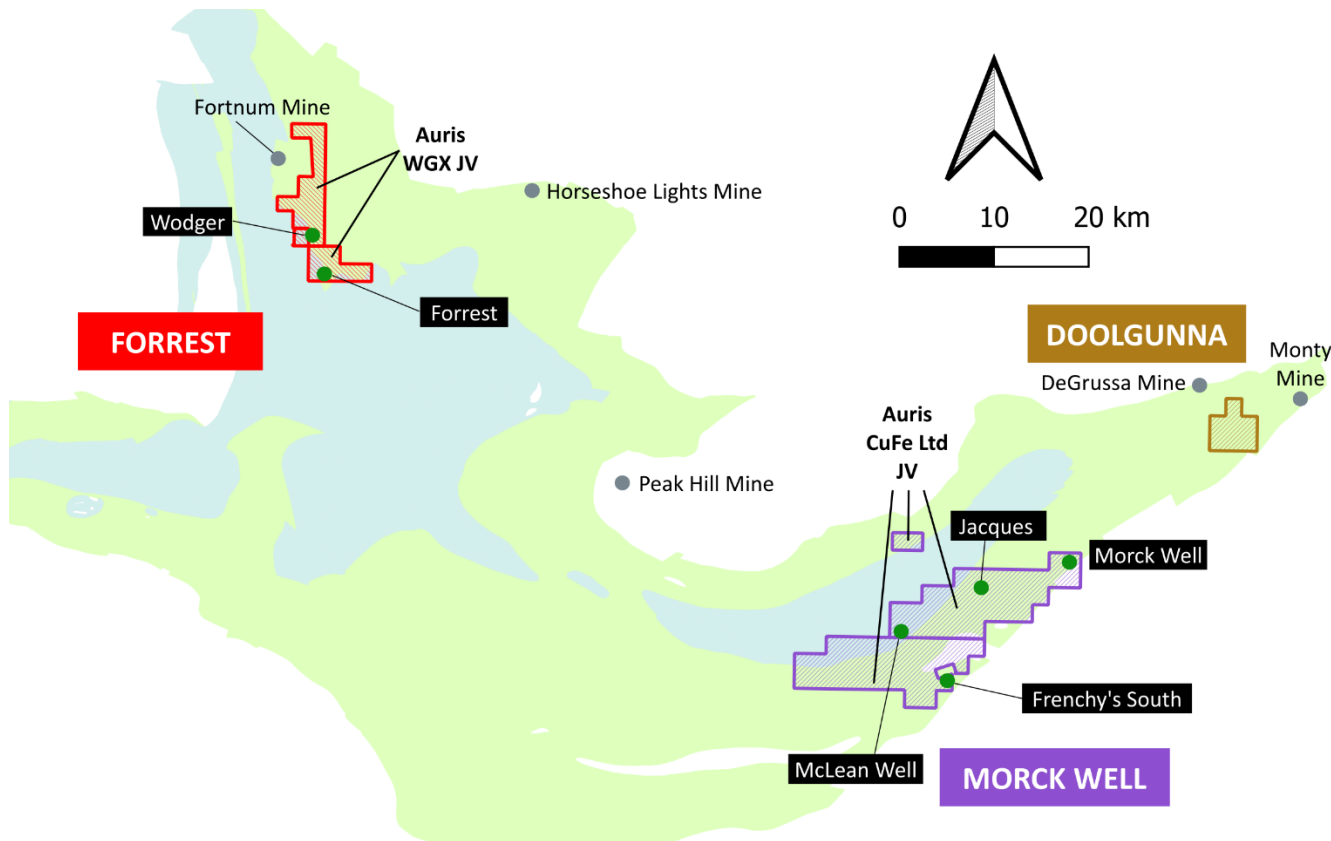 Fortnum Mine
Auris
WGX JV
Horseshoe Lights Mine
Wodger
Forrest
FORREST
0 10 20 km
DOOLGUNNA
Monty
Mine
DeGrussa Mine
Auris
CuFe Ltd
JV
Peak Hill Mine
Jacques
Morck Well
Frenchy's South
McLean Well
MORCK WELL